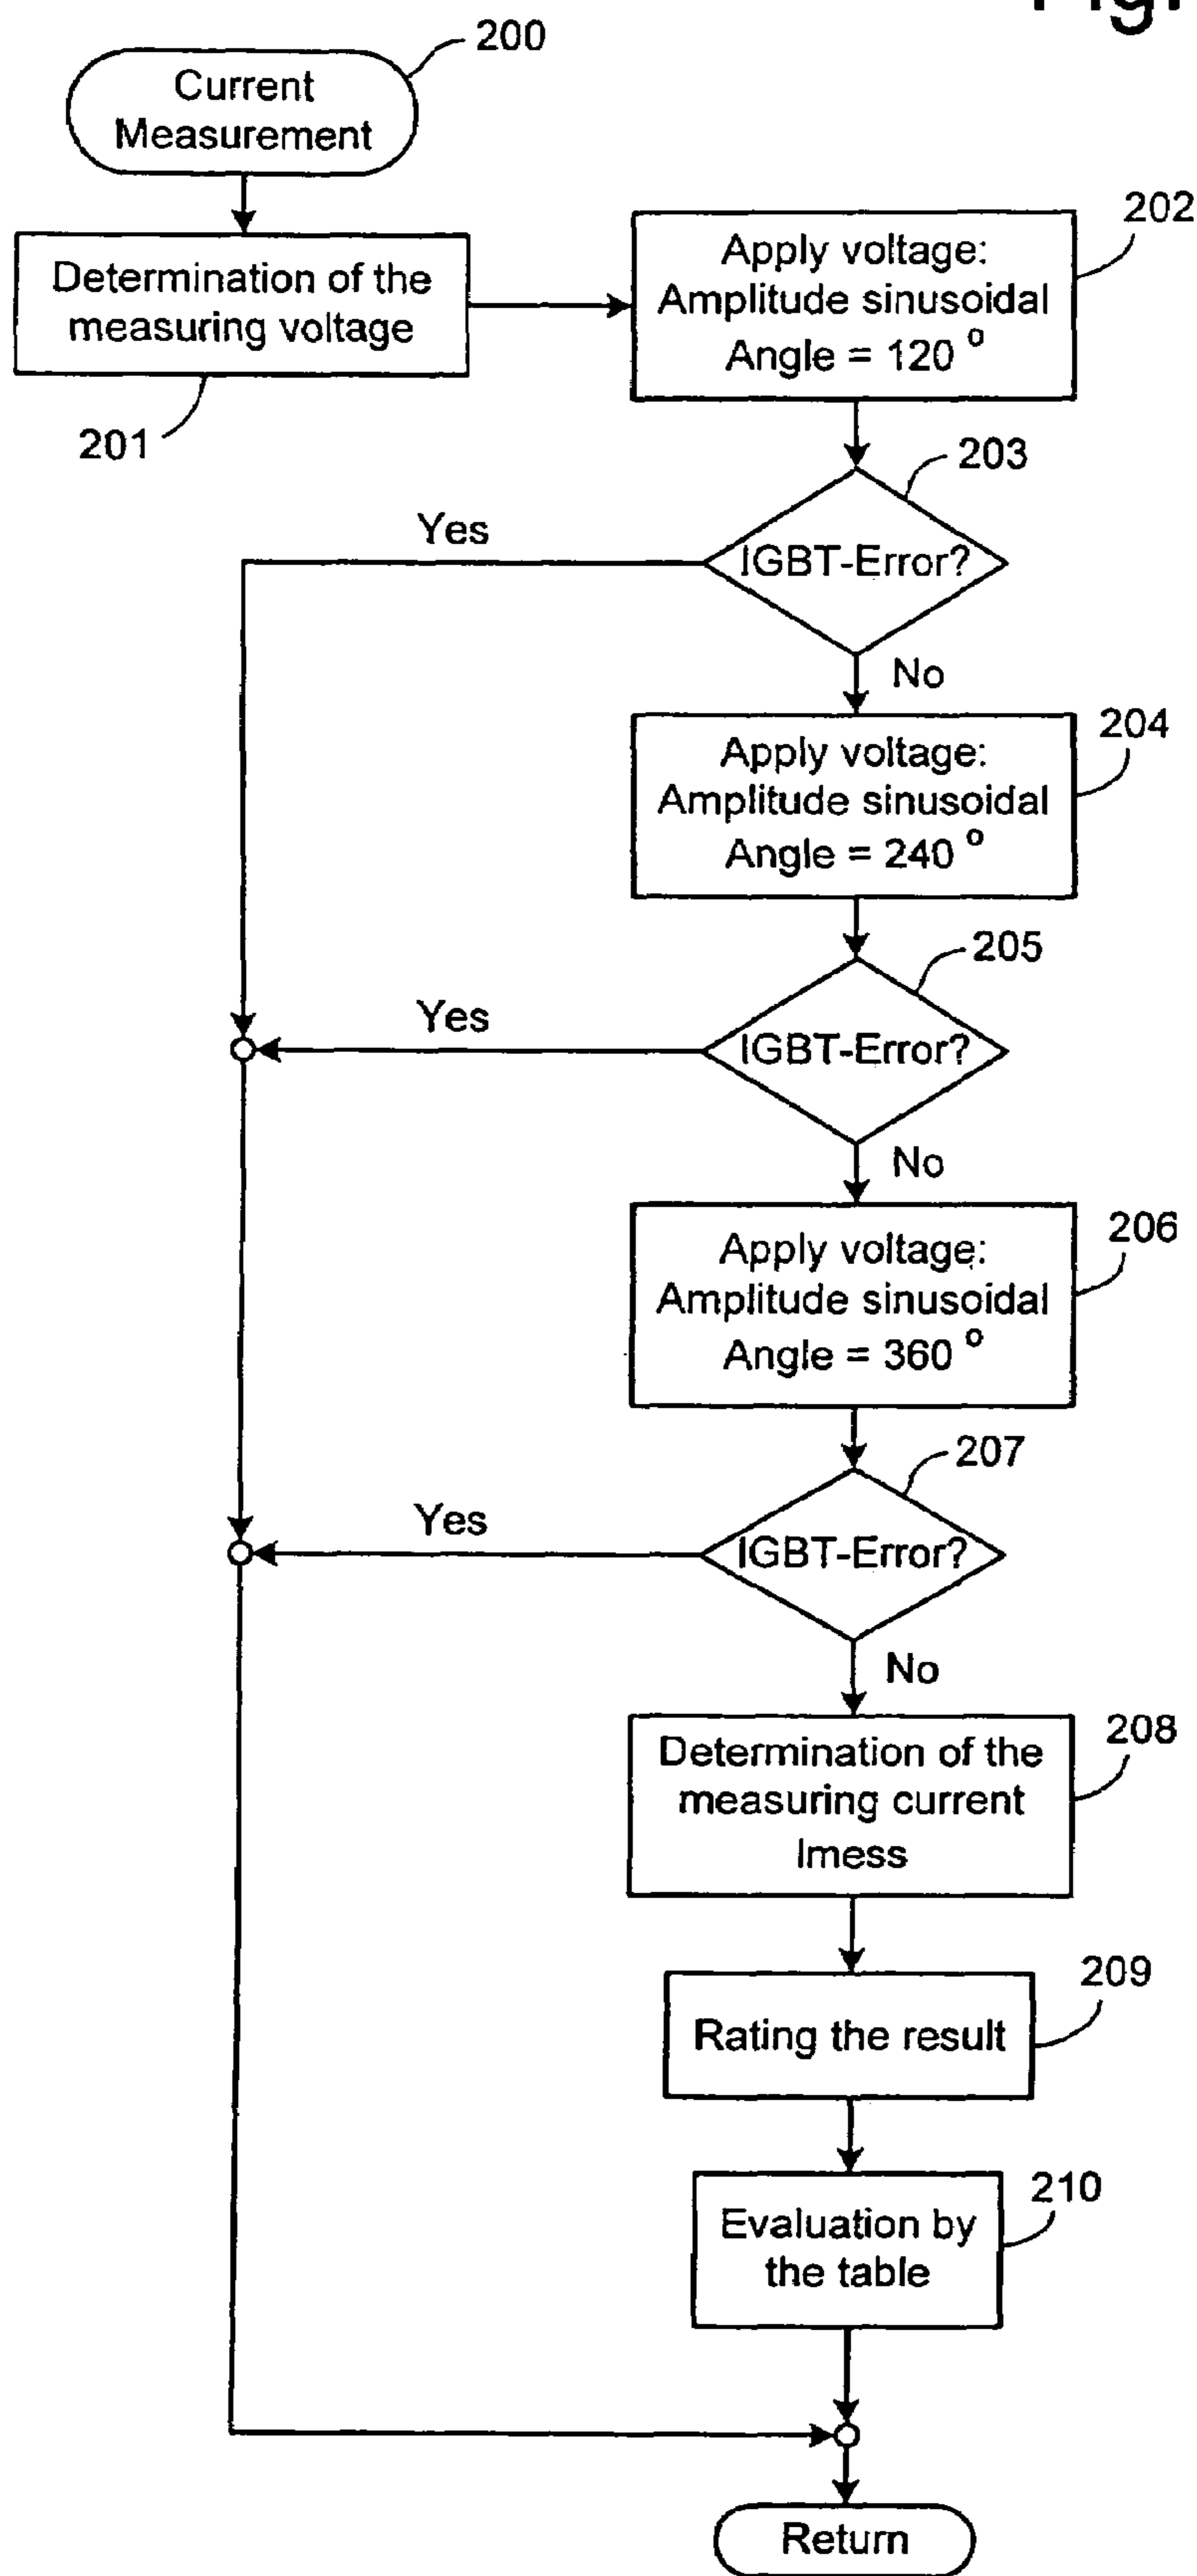 Fig.
200
Current
Measurement
202
Determination of the
measuring voltage
Apply voltage:
Amplitude sinusoidal
Angle = 120 °
201
203
IGBT-Error?
Yes
No
204
Apply voltage:
Amplitude sinusoidal
Angle = 240 °
205
IGBT-Error?
Yes
No
206
Apply voltage:
Amplitude sinusoidal
Angle = 360 °
207
IGBT-Error?
Yes
No
208
Determination of the
measuring current
Imess
209
Rating the result
210
Evaluation by
the table
Return